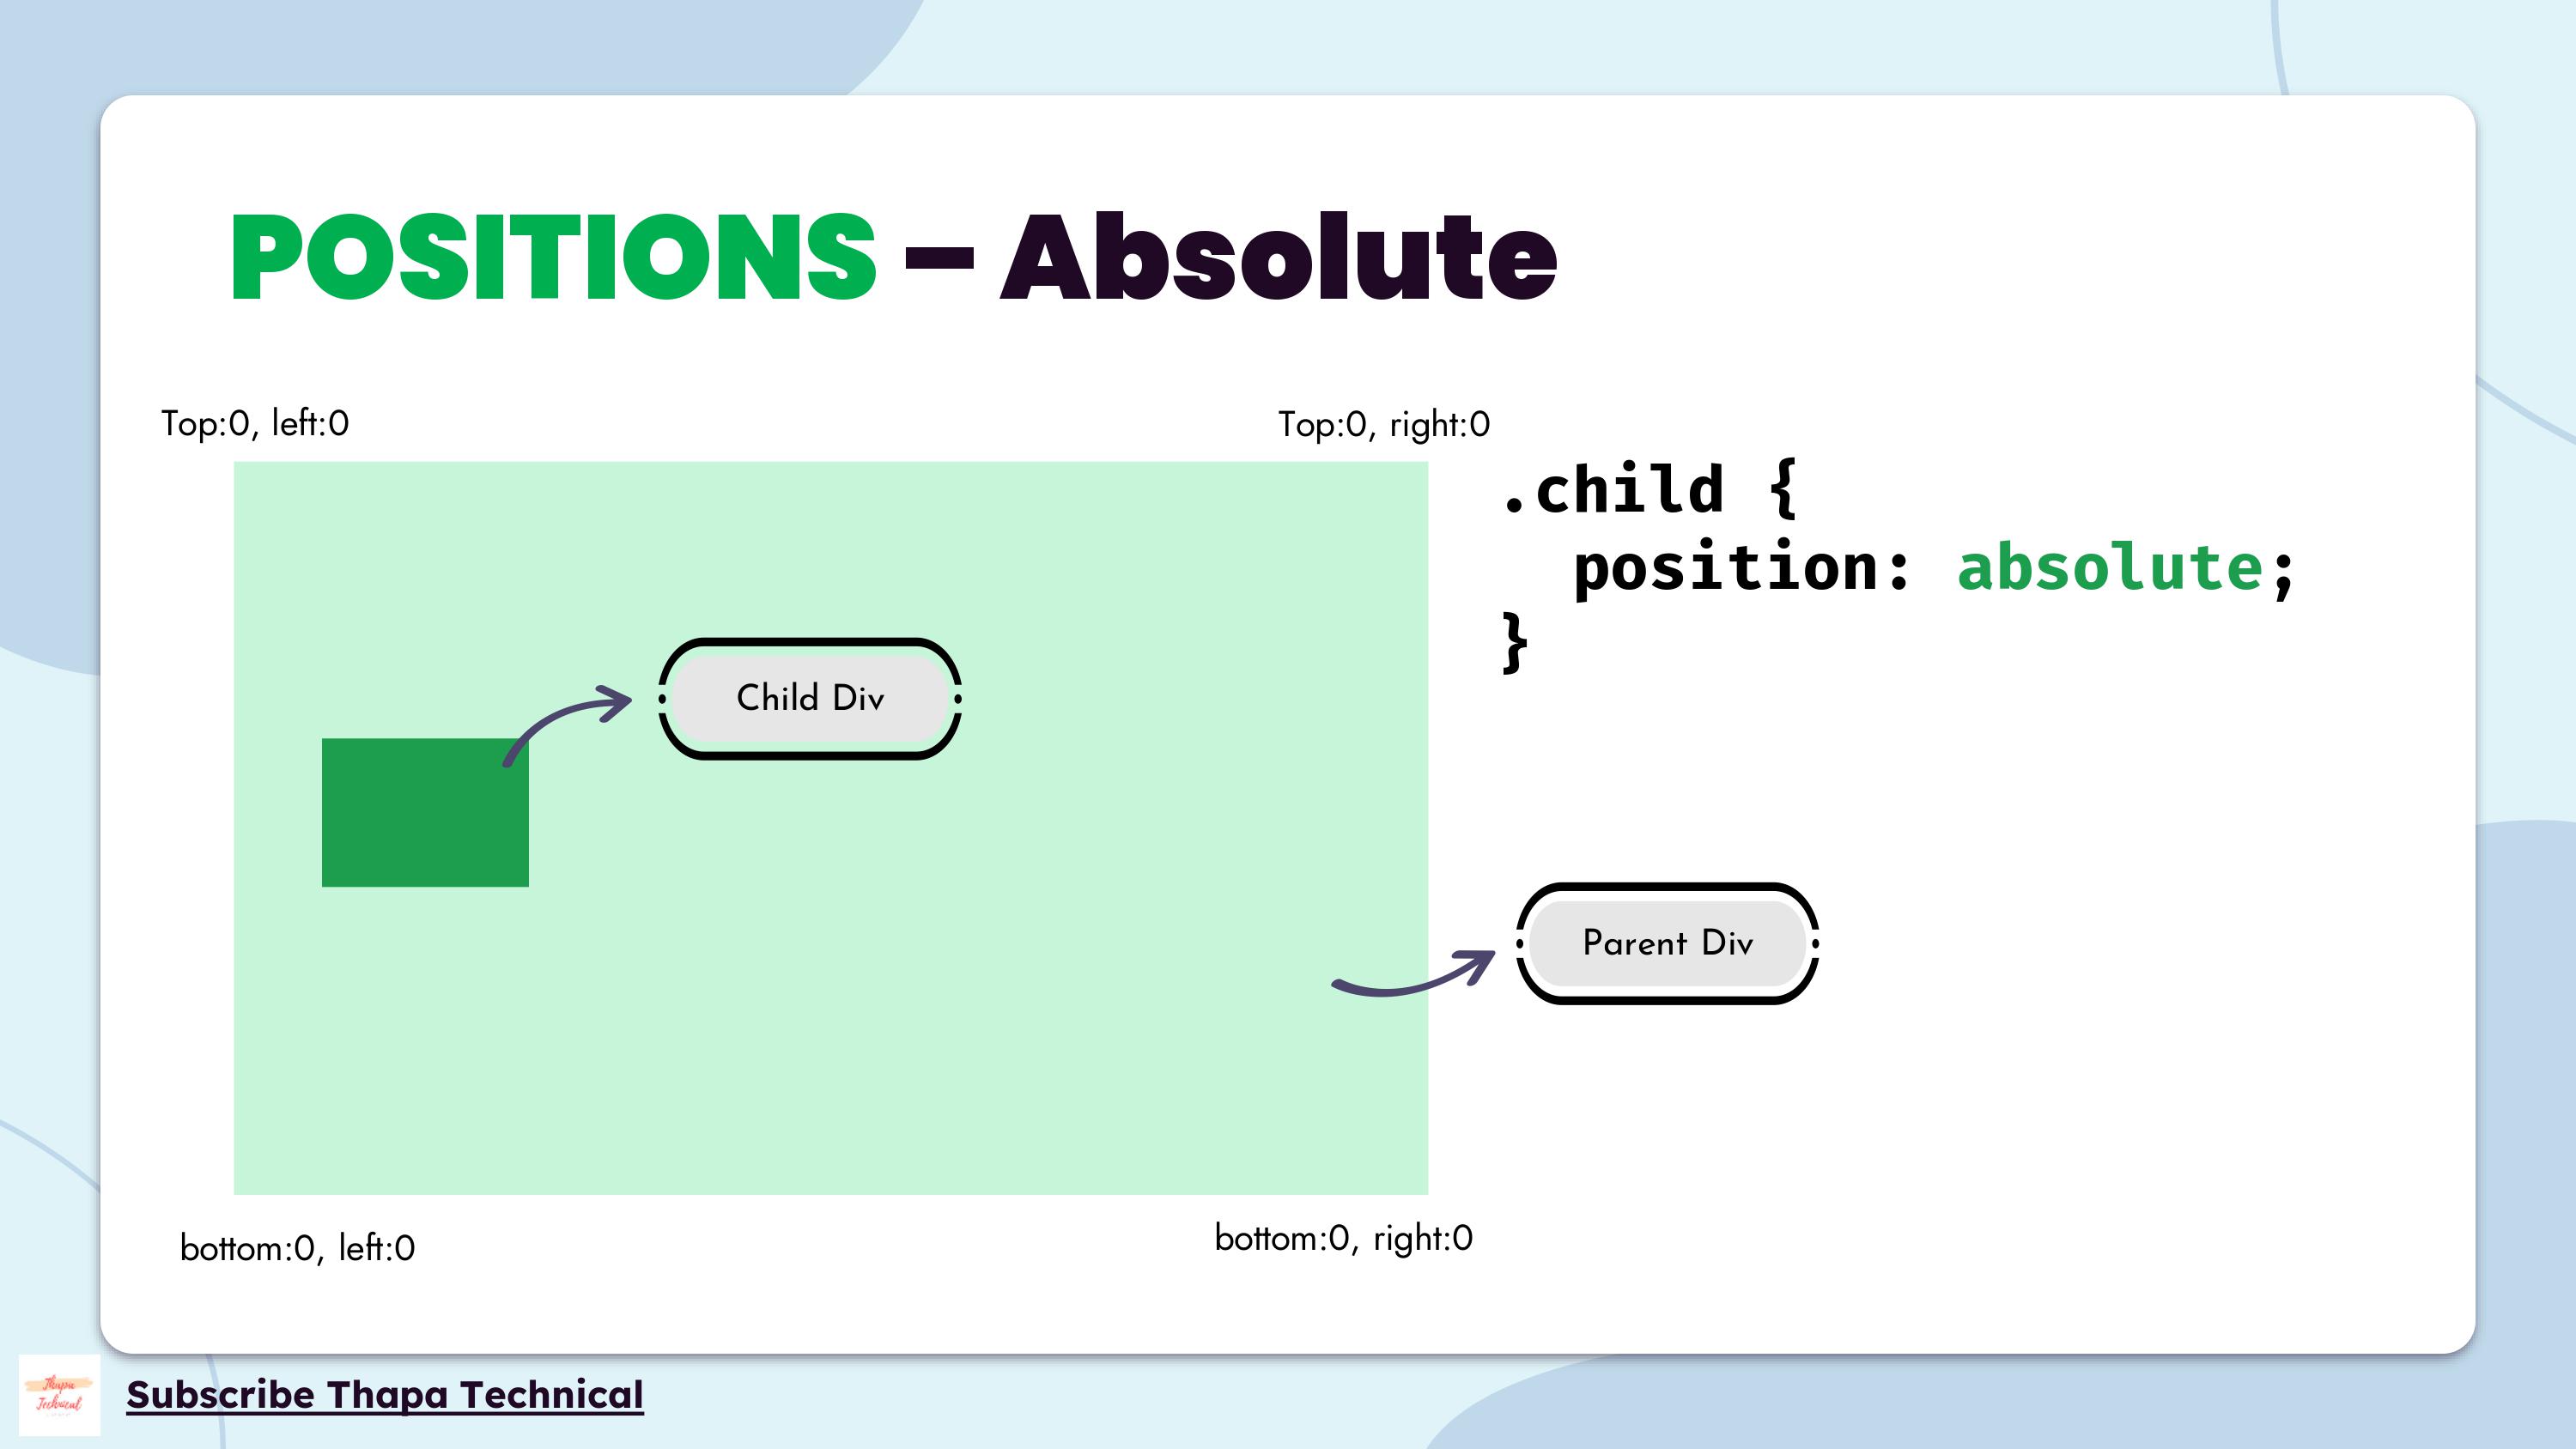 POSITIONS – Absolute
Top:0, left:0
Top:0, right:0
.child {
position: absolute;
}
Child Div
Parent Div
bottom:0, left:0
bottom:0, right:0
Thapa
Technical
Subscribe Thapa Technical